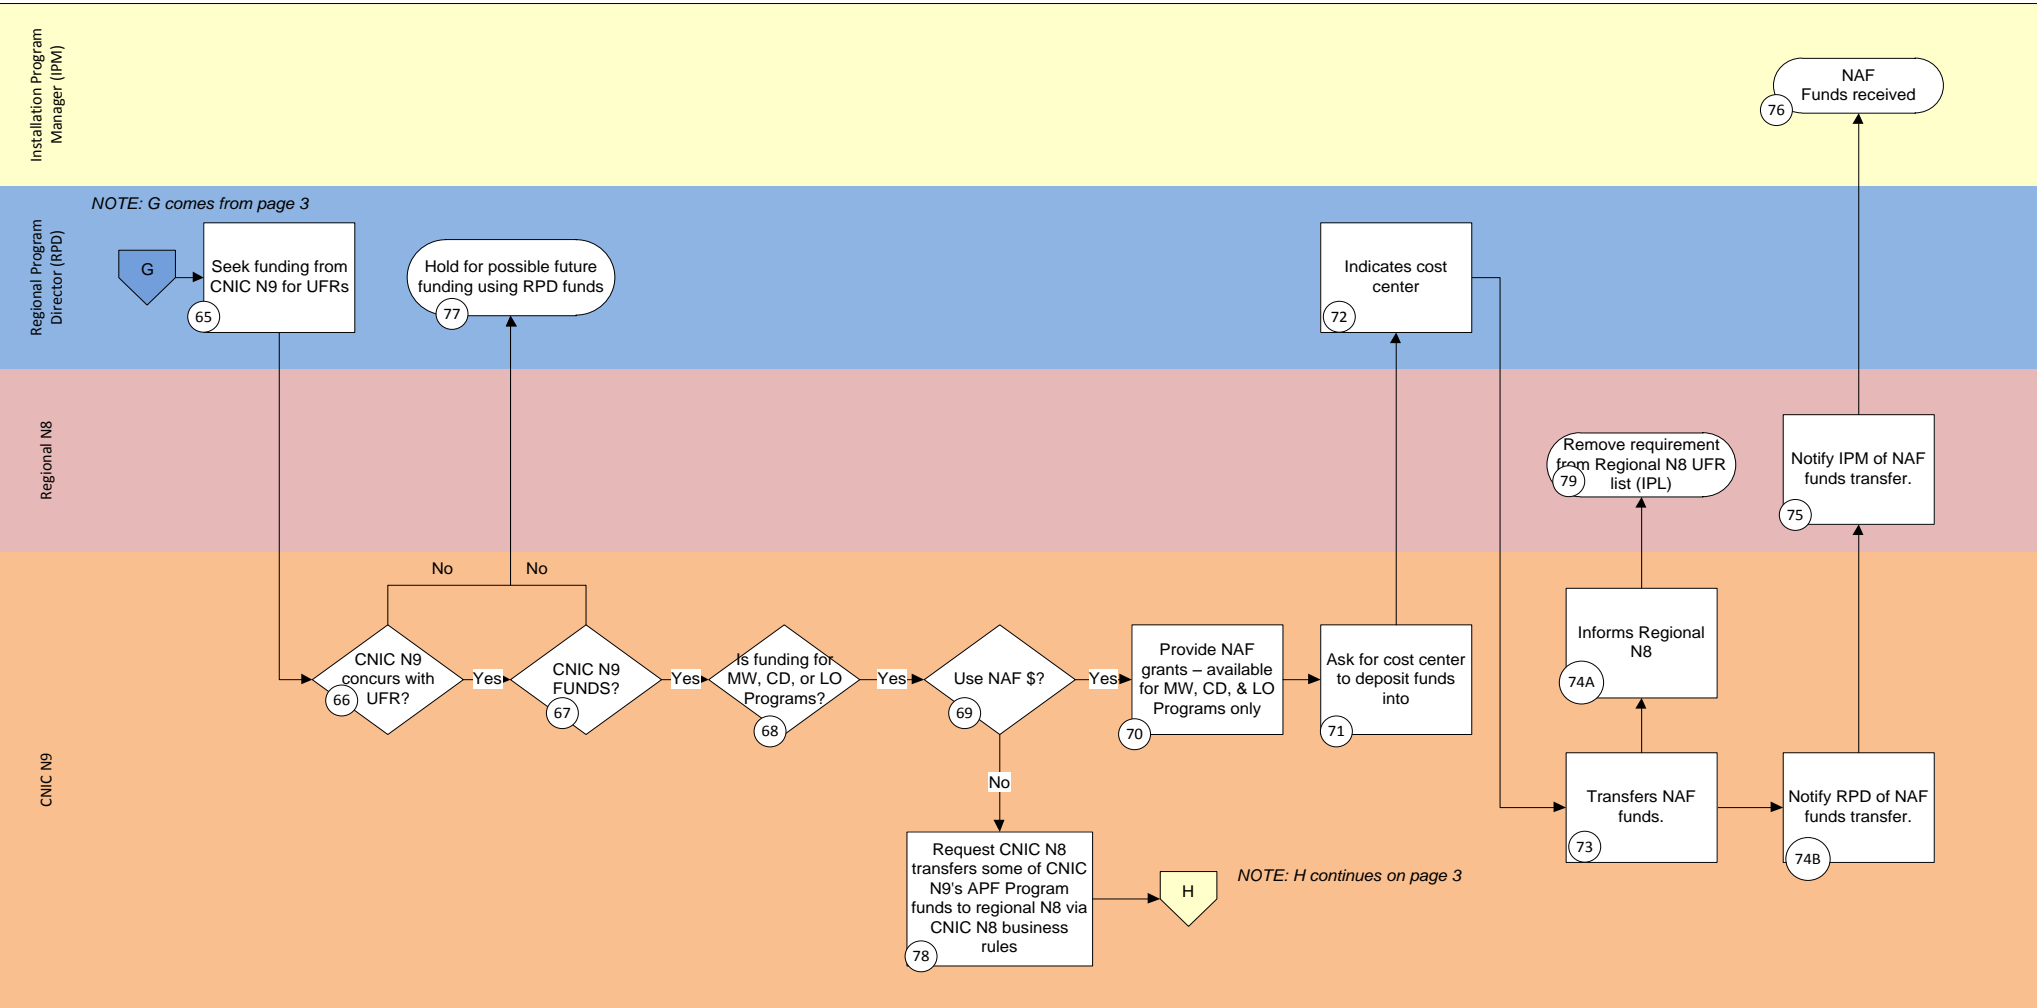 Installation Program
Manager (IPM)
NAF
Funds received
76
Regional Program
Director (RPD)
NOTE: G comes from page 3
G
Seek funding from
CNIC N9 for UFRs
65
Hold for possible future
funding using RPD funds
77
Indicates cost
center
72
Regional N8
Remove requirement
from Regional N8 UFR
list (IPL)
79
Notify IPM of NAF
funds transfer.
75
CNIC N9
No
No
CNIC N9
concurs with
UFR?
66
Yes
CNIC N9
FUNDS?
67
Yes
Is funding for
MW, CD, or LO
Programs?
68
Yes
Use NAF $?
69
Yes
Provide NAF
grants – available
for MW, CD, & LO
Programs only
70
Ask for cost center
to deposit funds
into
71
Informs Regional
N8
74A
No
Transfers NAF
funds.
73
Notify RPD of NAF
funds transfer.
74B
Request CNIC N8
transfers some of CNIC
N9's APF Program
funds to regional N8 via
CNIC N8 business
rules
78
H
NOTE: H continues on page 3